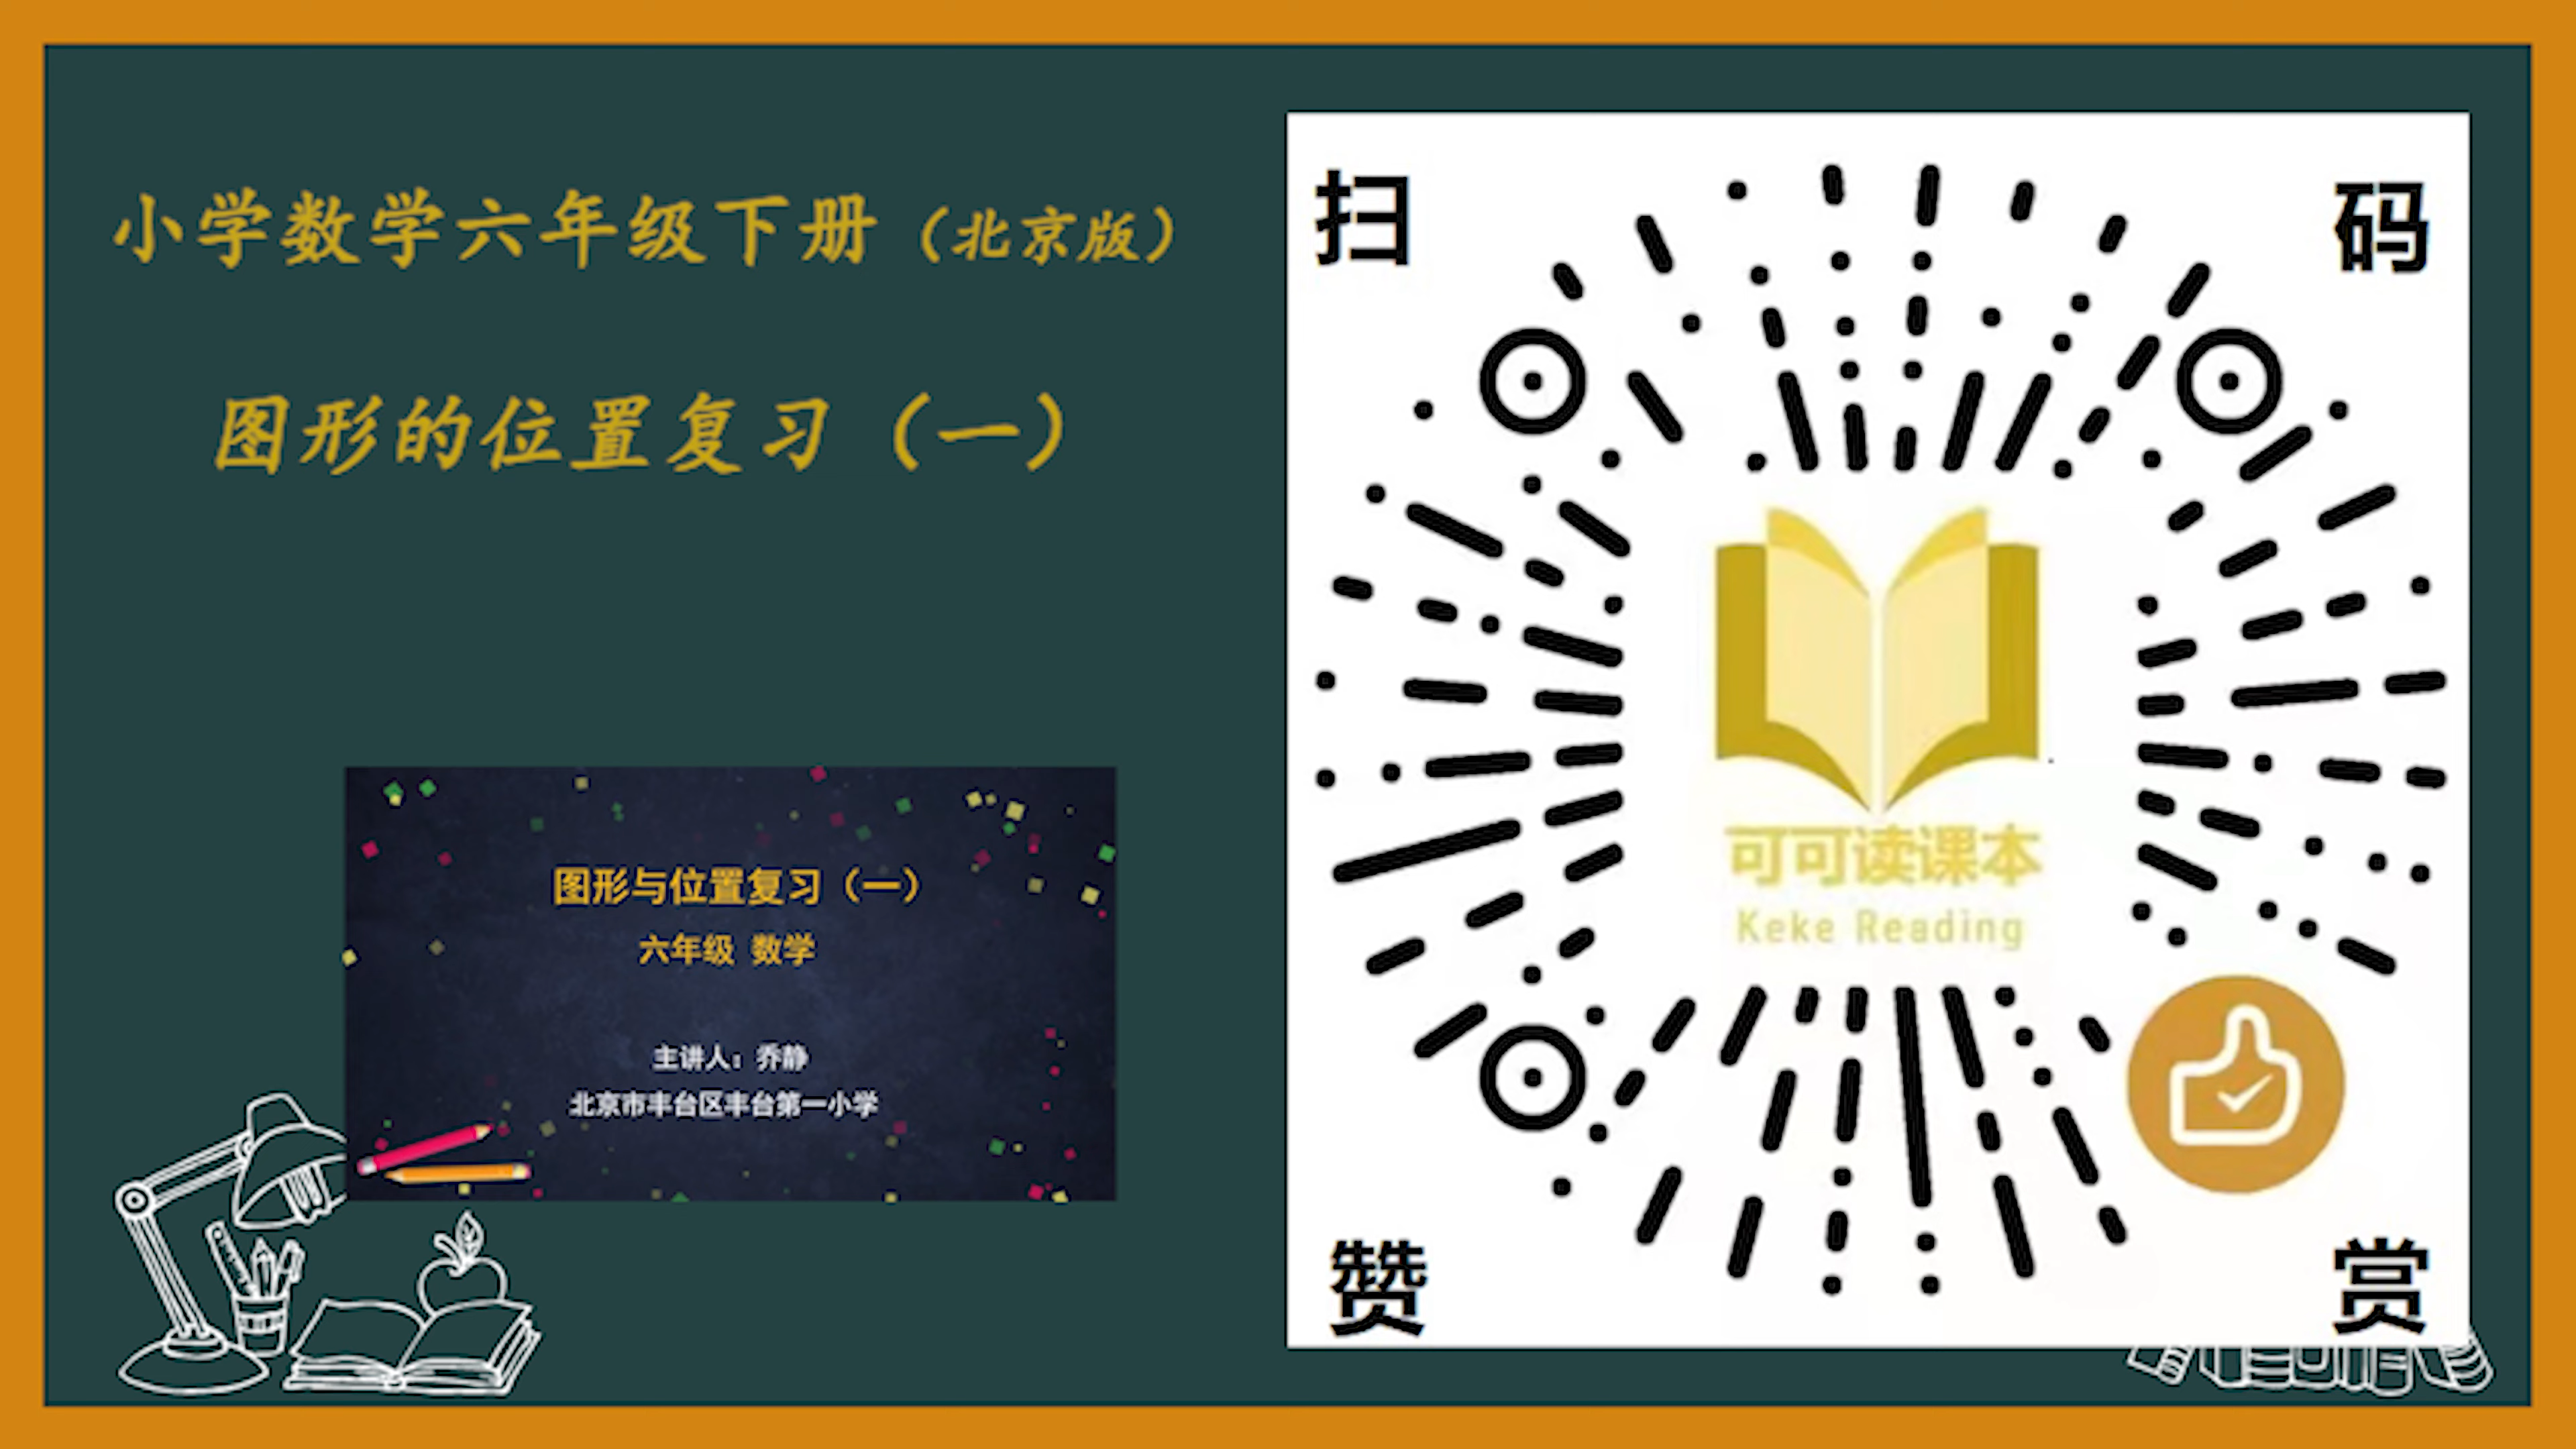 小学数学六年级下册（北京版）
图形的位置复习（一）
图形与位置复习（一）
六年级 数学
主讲人：乔静
北京市丰台区丰台第一小学
扫码
可可读课本
Keke Reading
赞赏